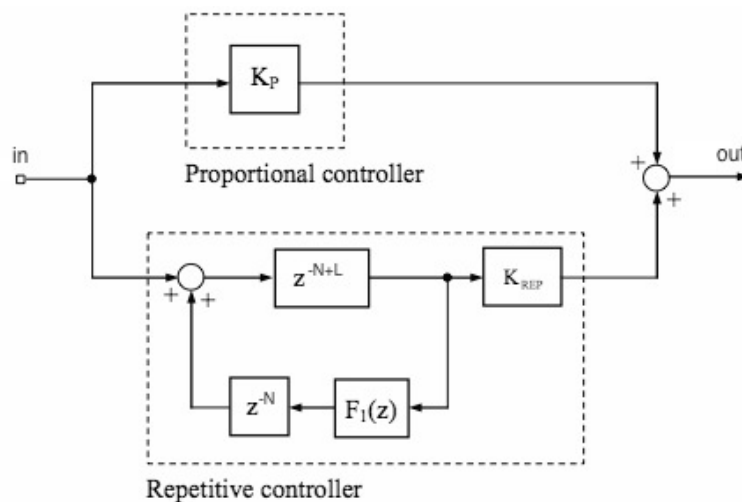 K_P
in
Proportional controller
+
out
+
z^-N+L
K_REP
+
+
z^-N
F_1(z)
Repetitive controller